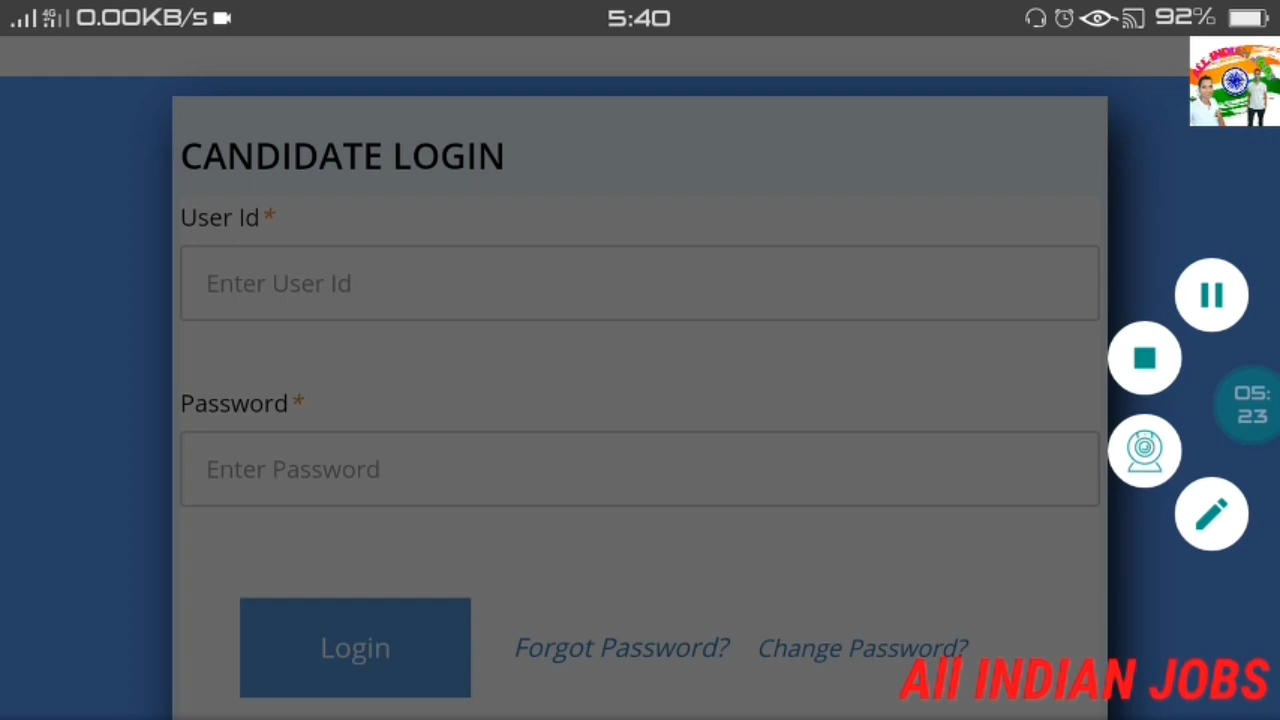 4G 0.00KB/s 5:40 92%
CANDIDATE LOGIN
User Id *
Enter User Id
Password *
Enter Password
05:
23
Login Forgot Password? Change Password?
All INDIAN JOBS